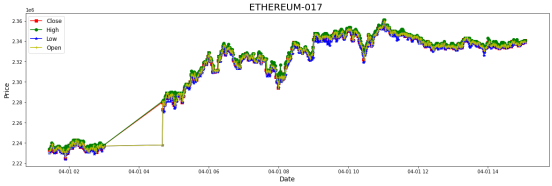 ETHEREUM-017
1e6
2.36
2.34
2.32
2.30
2.28
2.26
2.24
2.22
Price
Close
High
Low
Open
04-01 02
04-01 04
04-01 06
04-01 08
04-01 10
04-01 12
04-01 14
Date